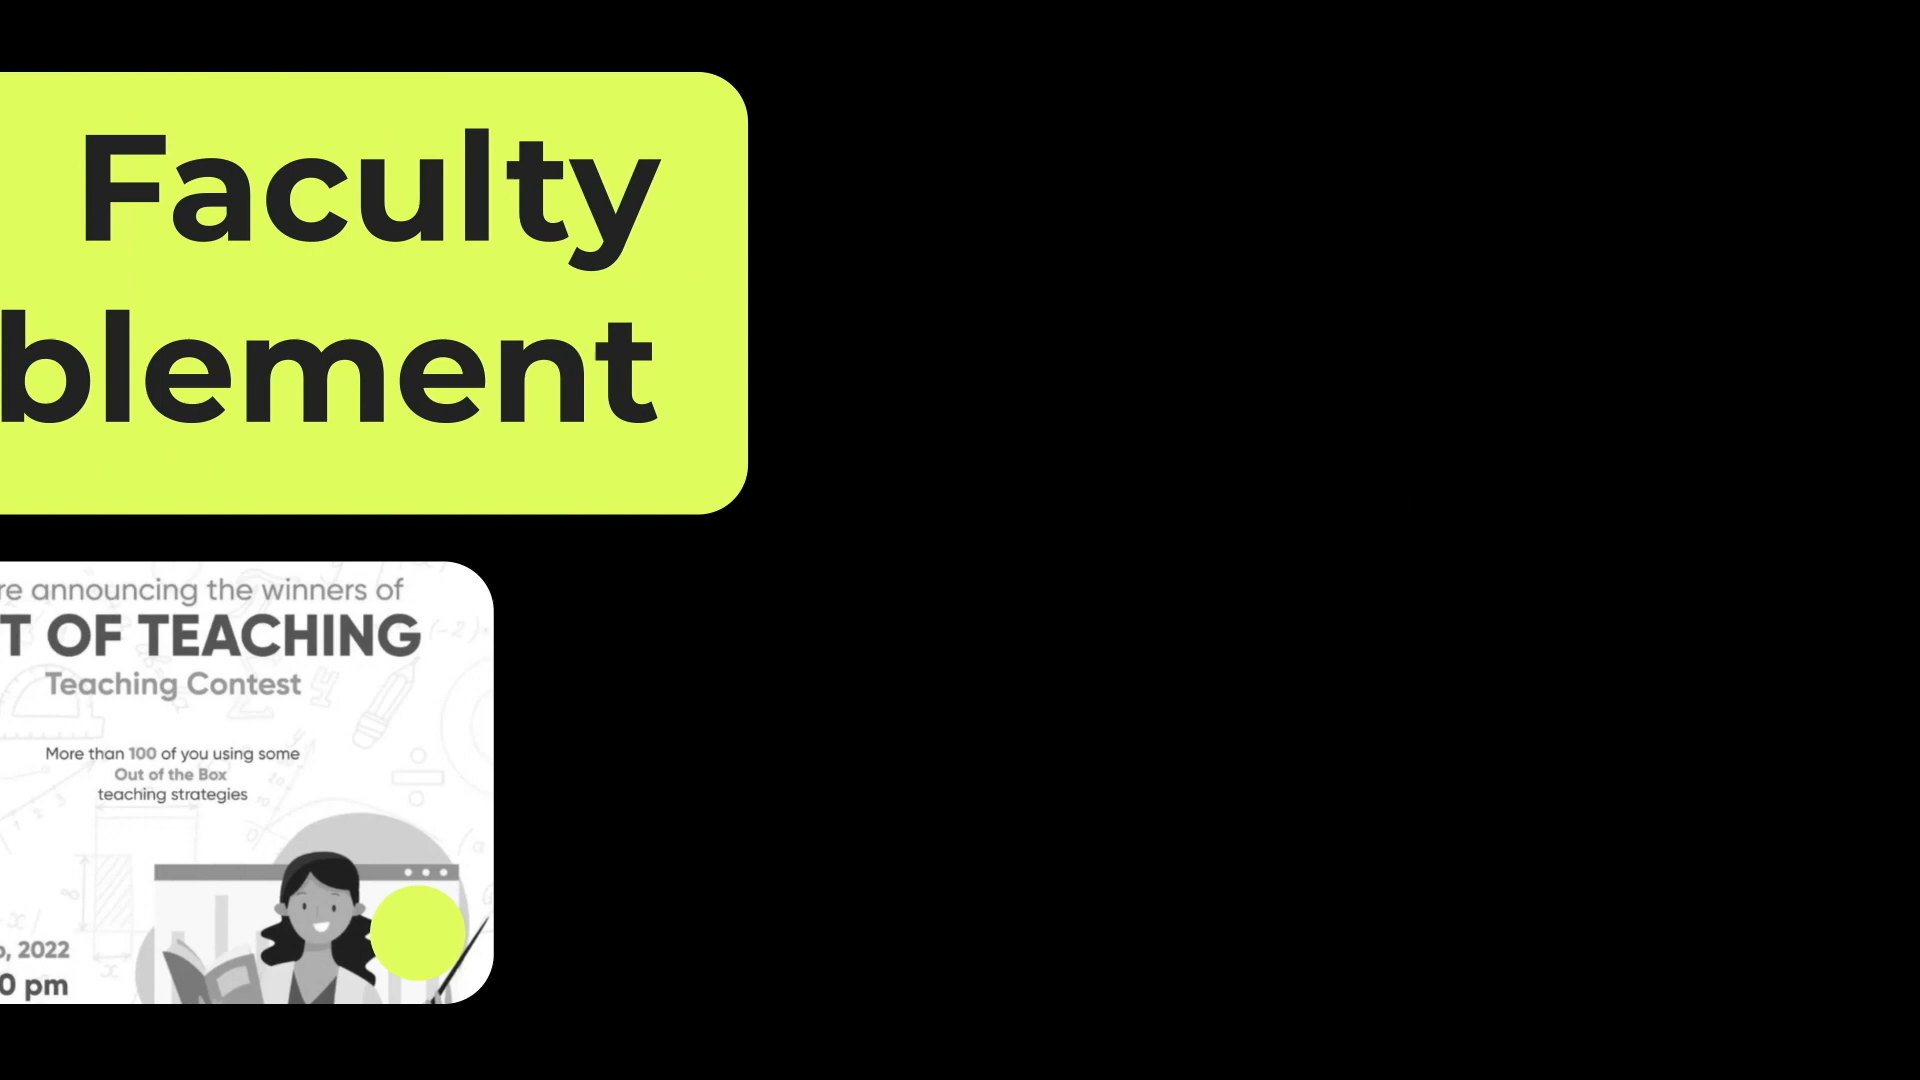 Faculty
blement
re announcing the winners of
T OF TEACHING
Teaching Contest
More than 100 of you using some
Out of the Box
teaching strategies
, 2022
0 pm